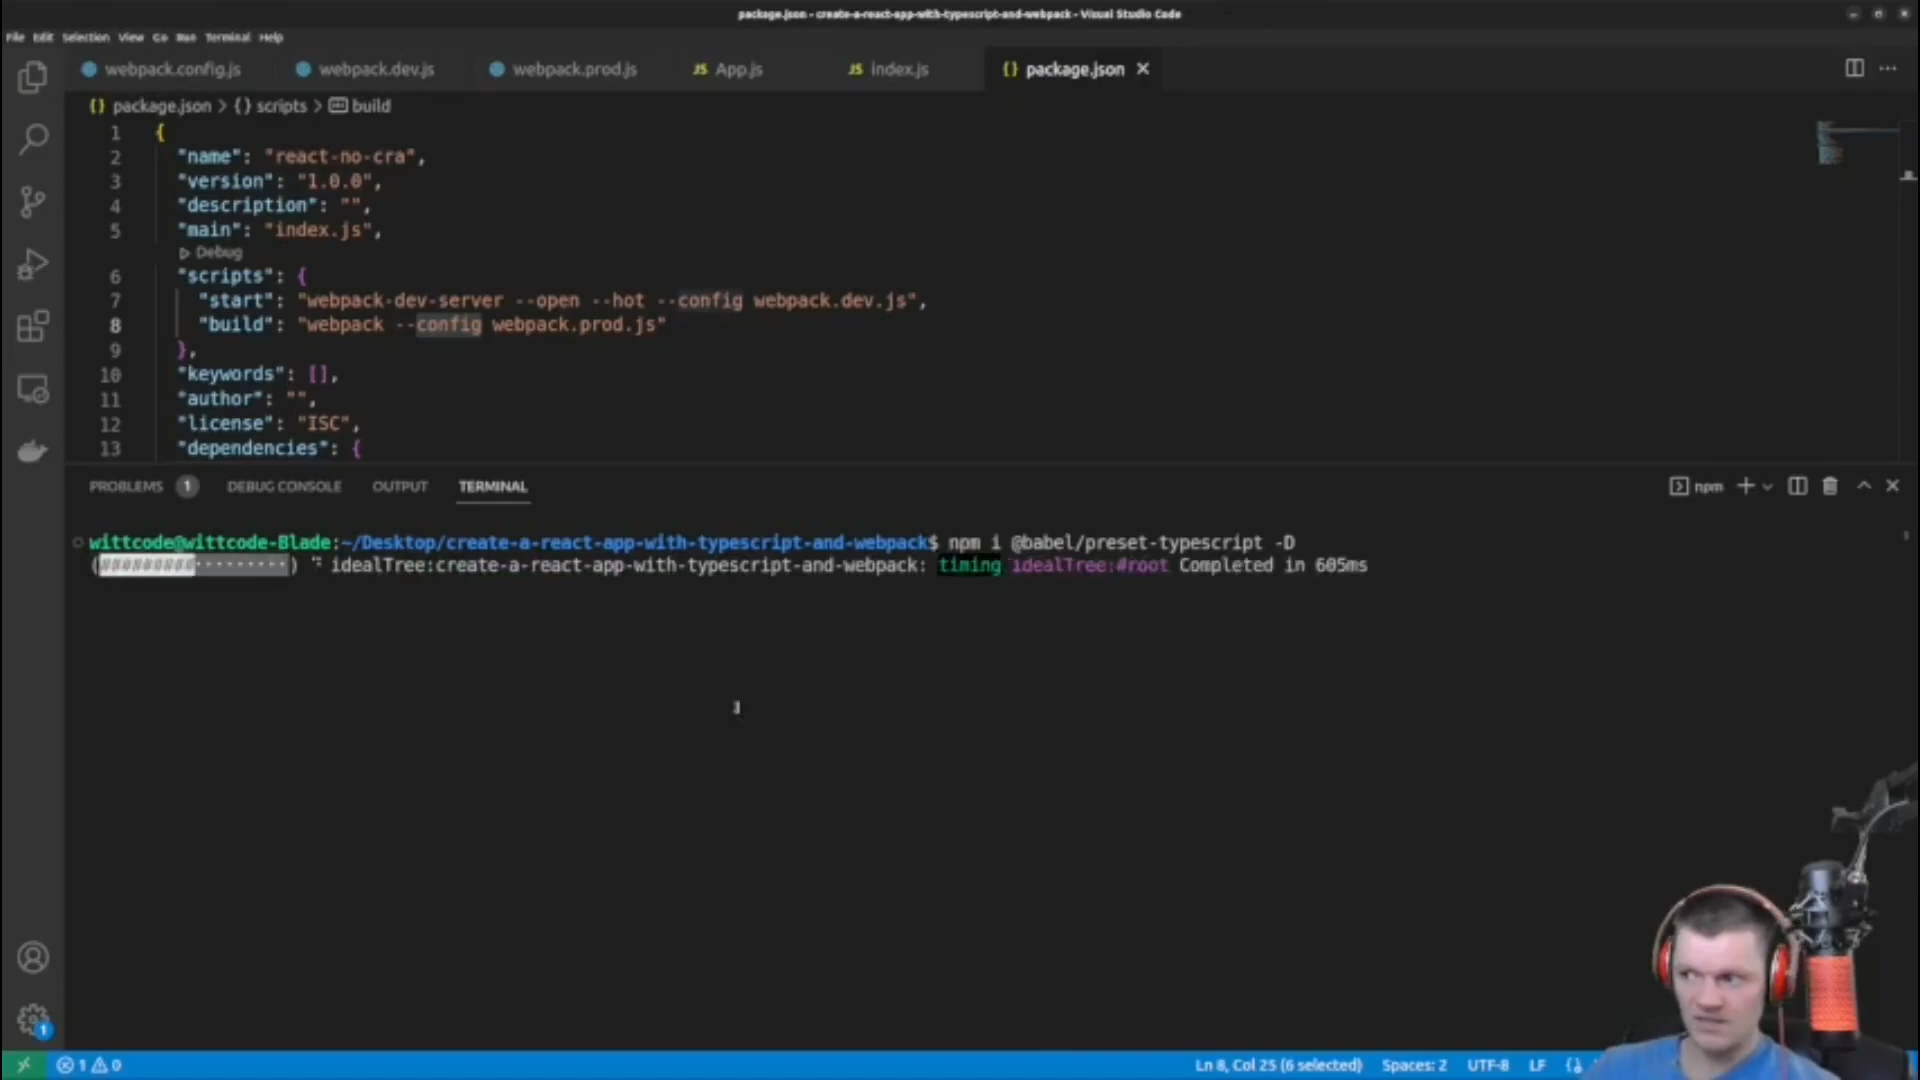 package.json - create-a-react-app-with-typescript-and-webpack - Visual Studio Code
File Edit Selection View Go Run Terminal Help
webpack.config.js webpack.dev.js webpack.prod.js JS App.js JS index.js {} package.json
{} package.json > {} scripts > build
1 {
2 "name": "react-no-cra",
3 "version": "1.0.0",
4 "description": "",
5 "main": "index.js",
Debug
6 "scripts": {
7 "start": "webpack-dev-server --open --hot --config webpack.dev.js",
8 "build": "webpack --config webpack.prod.js"
9 },
10 "keywords": [],
11 "author": "",
12 "license": "ISC",
13 "dependencies": {
PROBLEMS 1 DEBUG CONSOLE OUTPUT TERMINAL npm
wittcode@wittcode-Blade:~/Desktop/create-a-react-app-with-typescript-and-webpack$ npm i @babel/preset-typescript -D
(#########⠂⠂⠂⠂⠂⠂⠂⠂⠂) ⠙ idealTree:create-a-react-app-with-typescript-and-webpack: timing idealTree:#root Completed in 605ms
1
1 0 Ln 8, Col 25 (6 selected) Spaces: 2 UTF-8 LF {}